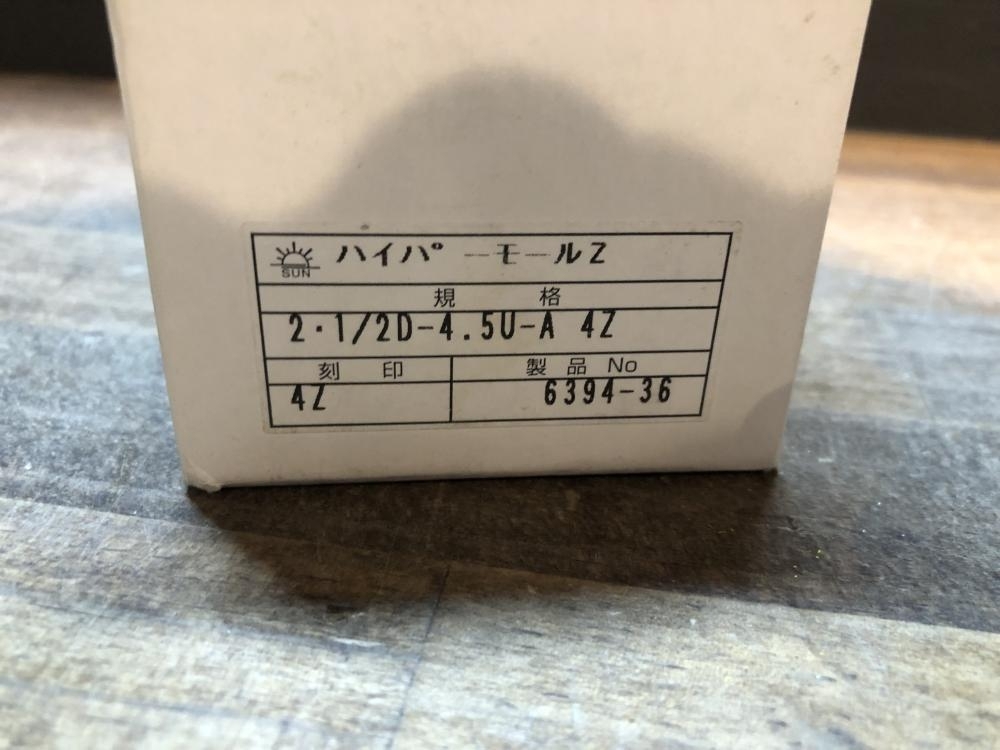 SUN ハイパーモールZ
規 格
2・1/2D-4.5U-A 4Z
刻 印 製 品 No
4Z 6394-36